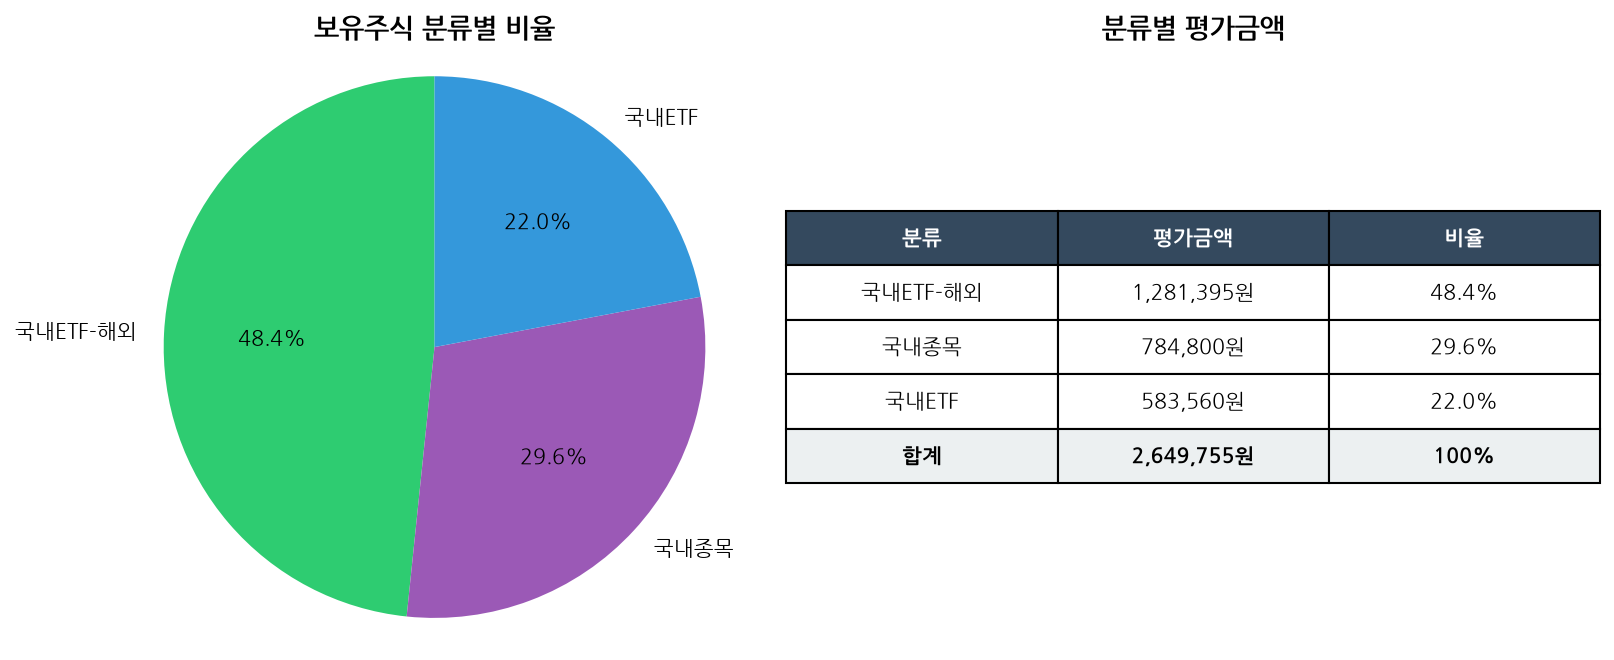 보유주식 분류별 비율
국내ETF
22.0%
국내ETF-해외
48.4%
29.6%
국내종목
분류별 평가금액
분류 평가금액 비율
국내ETF-해외 1,281,395원 48.4%
국내종목 784,800원 29.6%
국내ETF 583,560원 22.0%
합계 2,649,755원 100%